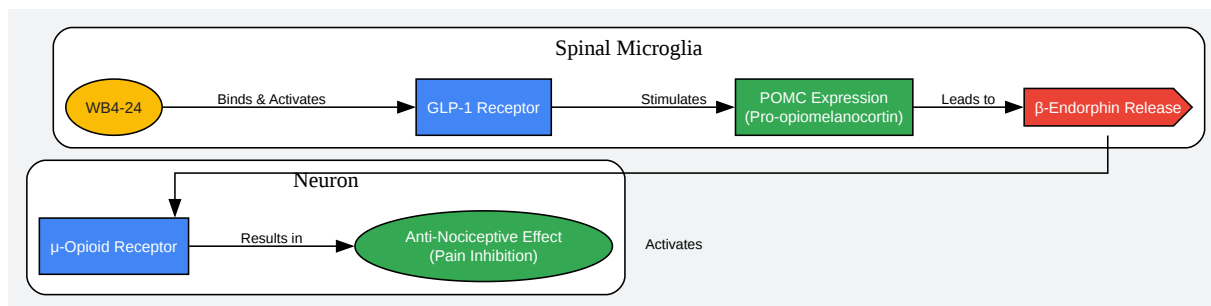 Spinal Microglia
WB4-24
Binds & Activates
GLP-1 Receptor
Stimulates
POMC Expression
(Pro-opiomelanocortin)
Leads to
β-Endorphin Release
Neuron
μ-Opioid Receptor
Results in
Anti-Nociceptive Effect
(Pain Inhibition)
Activates